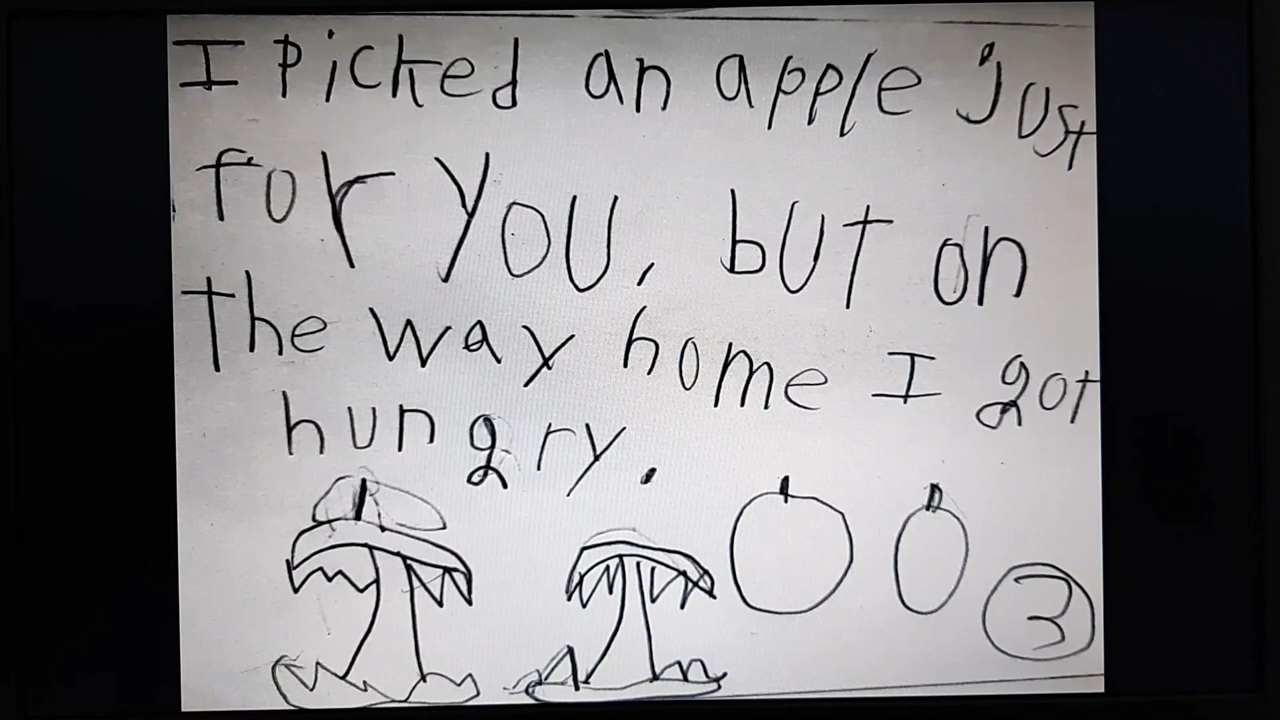 I picked an apple just
for you, but on
the way home I got
hungry.
3